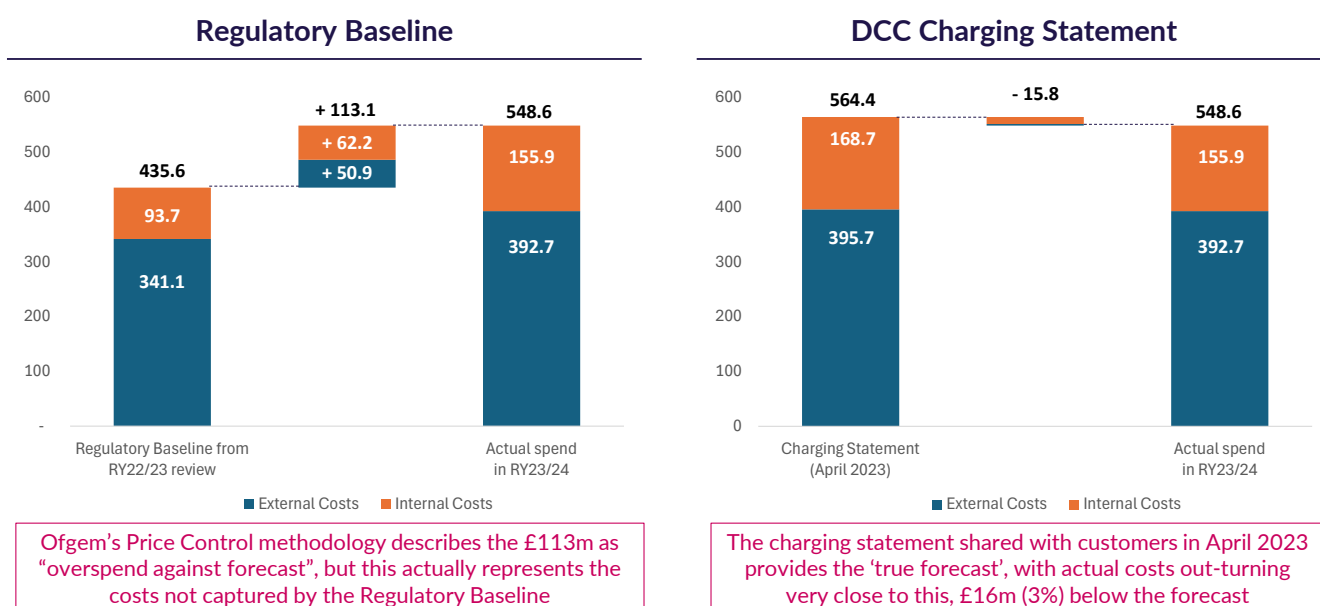 Regulatory Baseline
600
500
400
300
200
100
-
435.6
93.7
341.1
+ 113.1
+ 62.2
+ 50.9
548.6
155.9
392.7
Regulatory Baseline from
RY22/23 review
Actual spend
in RY23/24
External Costs
Internal Costs
Ofgem’s Price Control methodology describes the £113m as
“overspend against forecast”, but this actually represents the
costs not captured by the Regulatory Baseline
DCC Charging Statement
600
500
400
300
200
100
0
564.4
168.7
395.7
- 15.8
548.6
155.9
392.7
Charging Statement
(April 2023)
Actual spend
in RY23/24
External Costs
Internal Costs
The charging statement shared with customers in April 2023
provides the ‘true forecast’, with actual costs out-turning
very close to this, £16m (3%) below the forecast